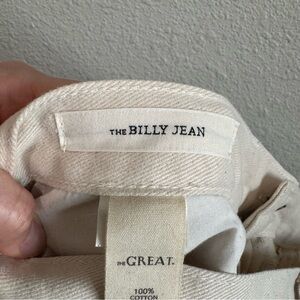 THE BILLY JEAN
THE GREAT.
100%
COTTON